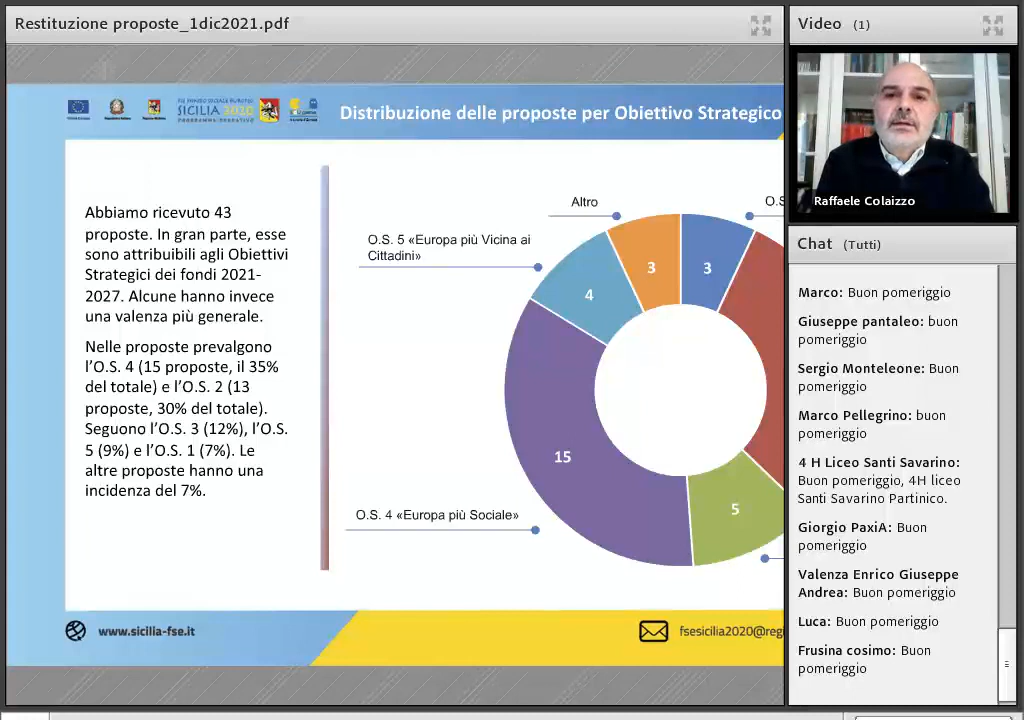 Restituzione proposte_1dic2021.pdf
Video (1)
SICILIA 2020
Distribuzione delle proposte per Obiettivo Strategico
Raffaele Colaizzo
Abbiamo ricevuto 43
proposte. In gran parte, esse
sono attribuibili agli Obiettivi
Strategici dei fondi 2021-
2027. Alcune hanno invece
una valenza più generale.
Nelle proposte prevalgono
l’O.S. 4 (15 proposte, il 35%
del totale) e l’O.S. 2 (13
proposte, 30% del totale).
Seguono l’O.S. 3 (12%), l’O.S.
5 (9%) e l’O.S. 1 (7%). Le
altre proposte hanno una
incidenza del 7%.
Altro
O.S
O.S. 5 «Europa più Vicina ai
Cittadini»
3
3
4
15
5
O.S. 4 «Europa più Sociale»
www.sicilia-fse.it
fsesicilia2020@reg
Chat (Tutti)
Marco: Buon pomeriggio
Giuseppe pantaleo: buon
pomeriggio
Sergio Monteleone: Buon
pomeriggio
Marco Pellegrino: buon
pomeriggio
4 H Liceo Santi Savarino:
Buon pomeriggio, 4H liceo
Santi Savarino Partinico.
Giorgio PaxiA: Buon
pomeriggio
Valenza Enrico Giuseppe
Andrea: Buon pomeriggio
Luca: Buon pomeriggio
Frusina cosimo: Buon
pomeriggio